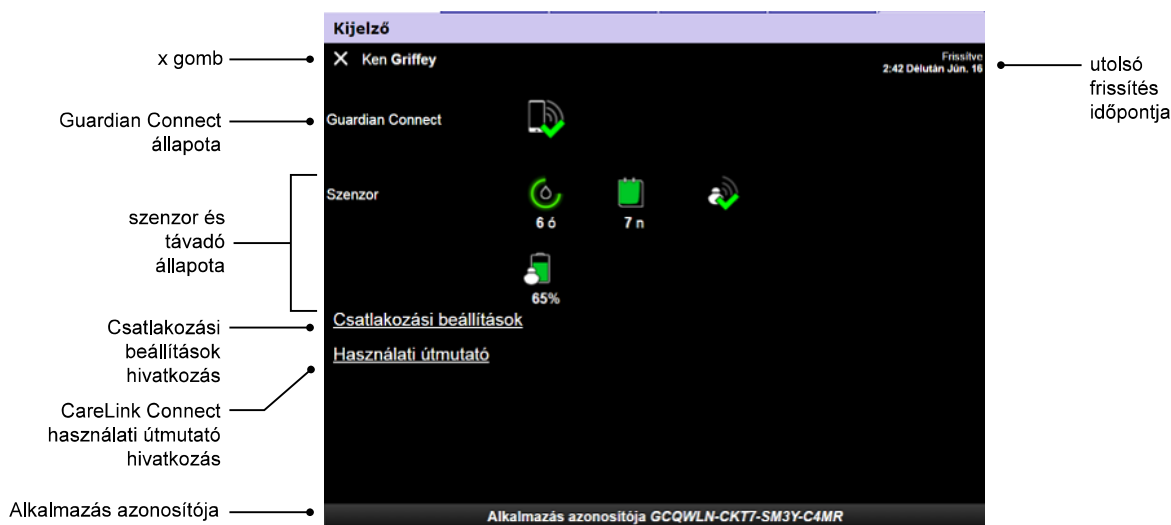 Kijelző
x gomb
Ken Griffey
Frissítve
2:42 Délután Jún. 16
utolsó
frissítés
időpontja
Guardian Connect
állapota
Guardian Connect
szenzor és
távadó
állapota
Szenzor
6 ó
7 n
65%
Csatlakozási
beállítások
hivatkozás
Csatlakozási beállítások
CareLink Connect
használati útmutató
hivatkozás
Használati útmutató
Alkalmazás azonosítója
Alkalmazás azonosítója GCQWLN-CKT7-SM3Y-C4MR